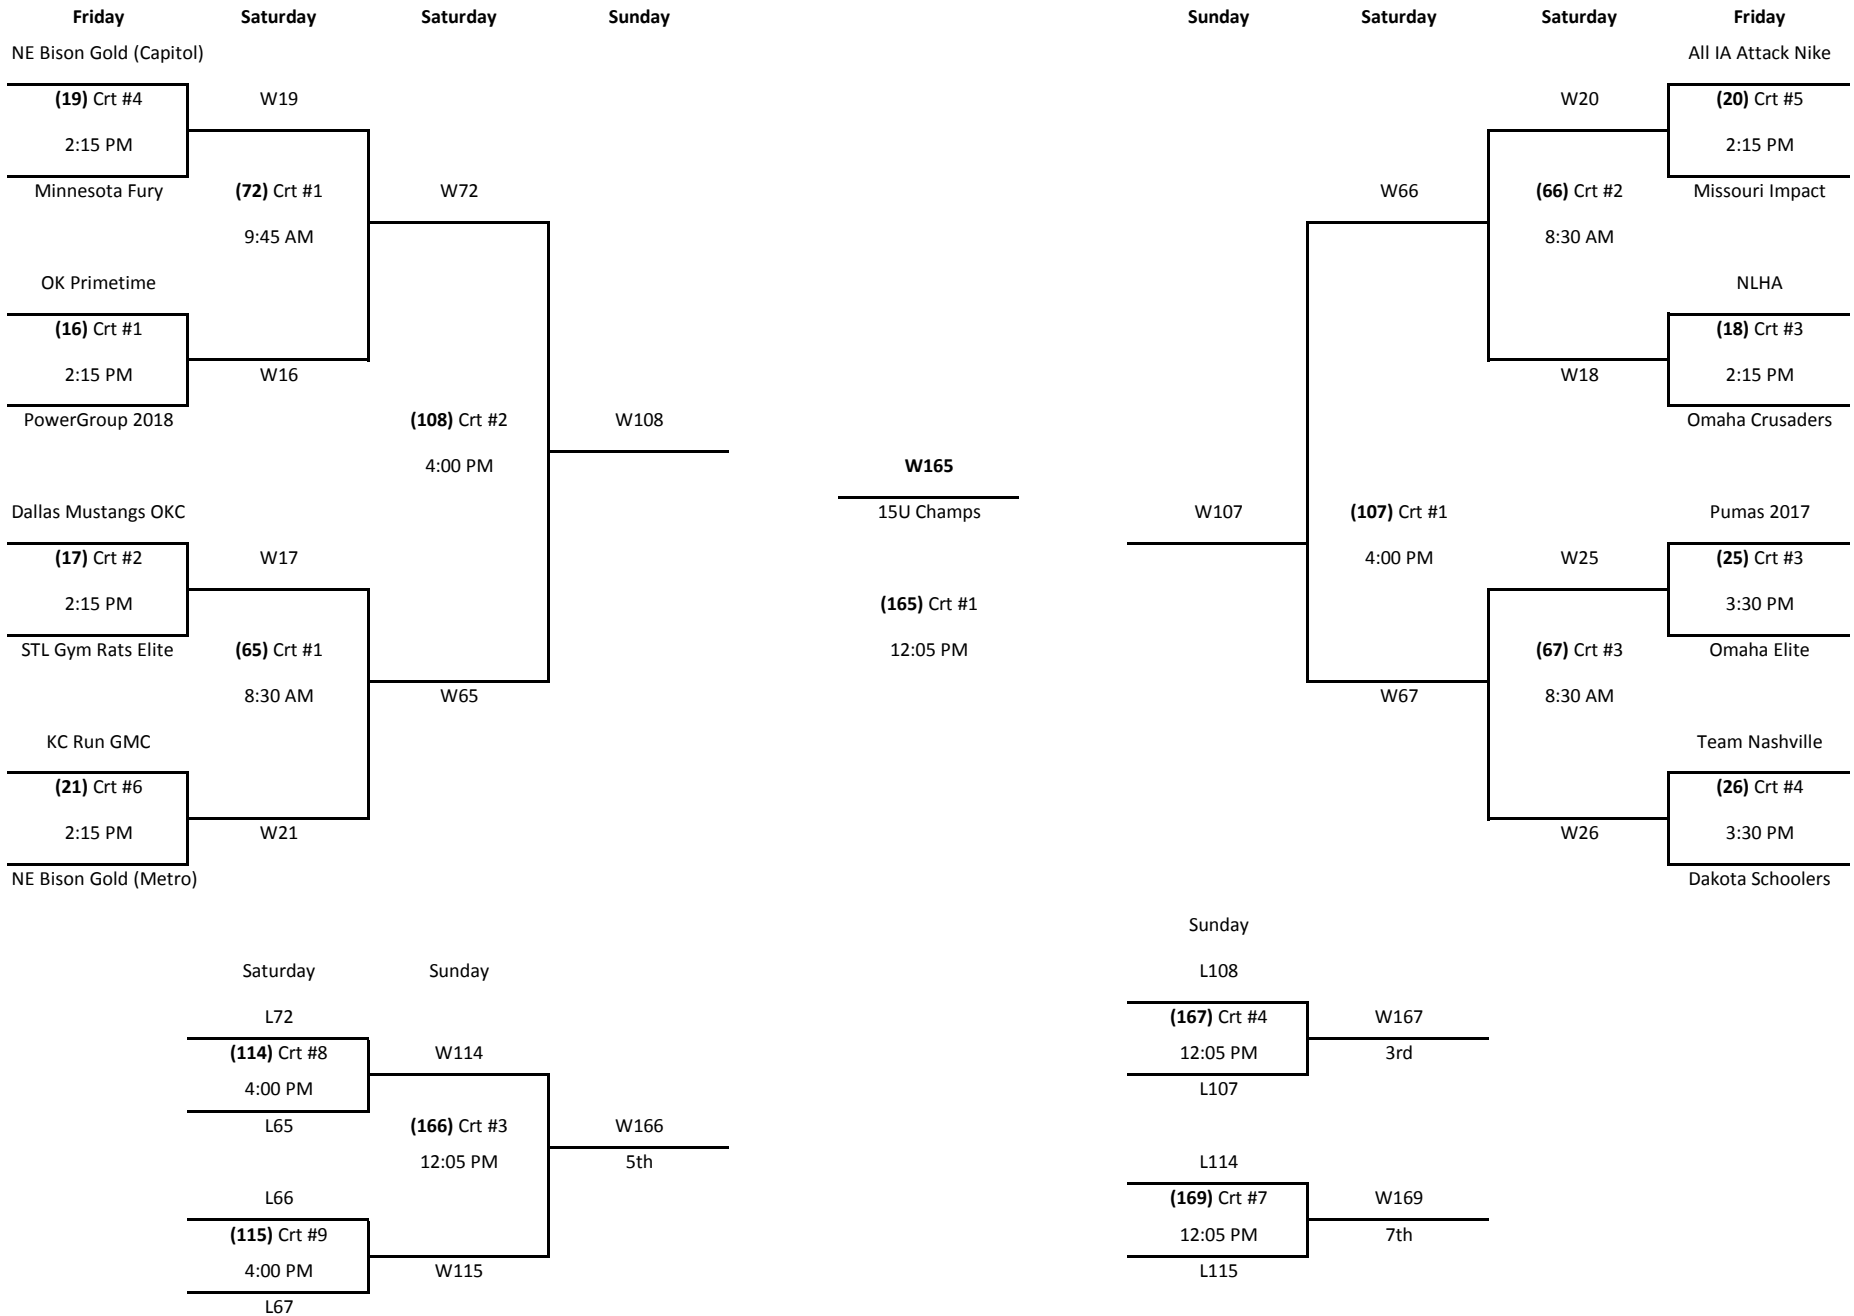 Friday Saturday Saturday Sunday Sunday Saturday Saturday Friday
NE Bison Gold (Capitol) All IA Attack Nike
(19) Crt #4 W19 W20 (20) Crt #5
2:15 PM 2:15 PM
Minnesota Fury (72) Crt #1 W72 W66 (66) Crt #2 Missouri Impact
9:45 AM 8:30 AM
OK Primetime NLHA
(16) Crt #1 (18) Crt #3
2:15 PM W16 W18 2:15 PM
PowerGroup 2018 (108) Crt #2 W108 Omaha Crusaders
4:00 PM W165
Dallas Mustangs OKC 15U Champs W107 (107) Crt #1 Pumas 2017
(17) Crt #2 W17 4:00 PM W25 (25) Crt #3
2:15 PM (165) Crt #1 3:30 PM
STL Gym Rats Elite (65) Crt #1 12:05 PM (67) Crt #3 Omaha Elite
8:30 AM W65 W67 8:30 AM
KC Run GMC Team Nashville
(21) Crt #6 (26) Crt #4
2:15 PM W21 W26 3:30 PM
NE Bison Gold (Metro) Dakota Schoolers
Sunday
Saturday Sunday L108
L72 (167) Crt #4 W167
(114) Crt #8 W114 12:05 PM 3rd
4:00 PM L107
L65 (166) Crt #3 W166
12:05 PM 5th L114
L66 (169) Crt #7 W169
(115) Crt #9 12:05 PM 7th
4:00 PM W115 L115
L67